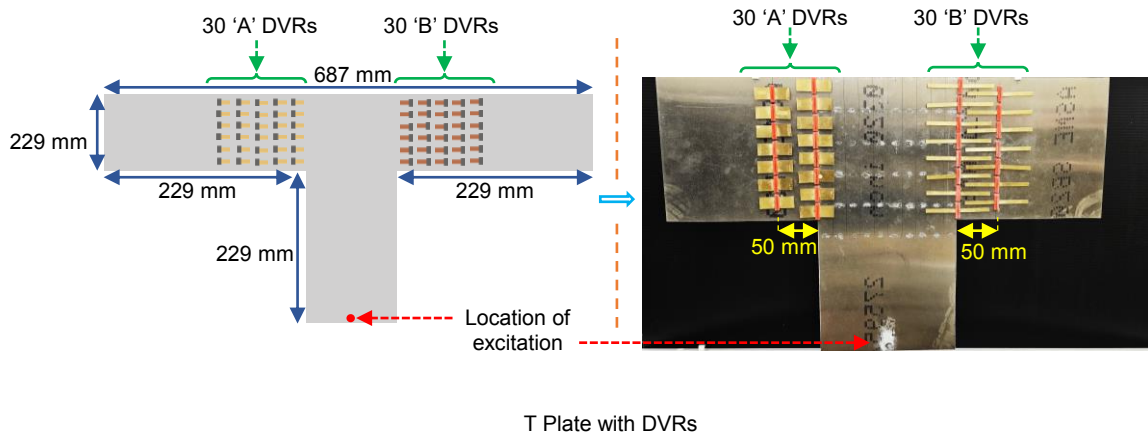 30 ‘A’ DVRs
30 ‘B’ DVRs
687 mm
229 mm
229 mm
229 mm
229 mm
Location of
excitation
30 ‘A’ DVRs
30 ‘B’ DVRs
50 mm
50 mm
T Plate with DVRs